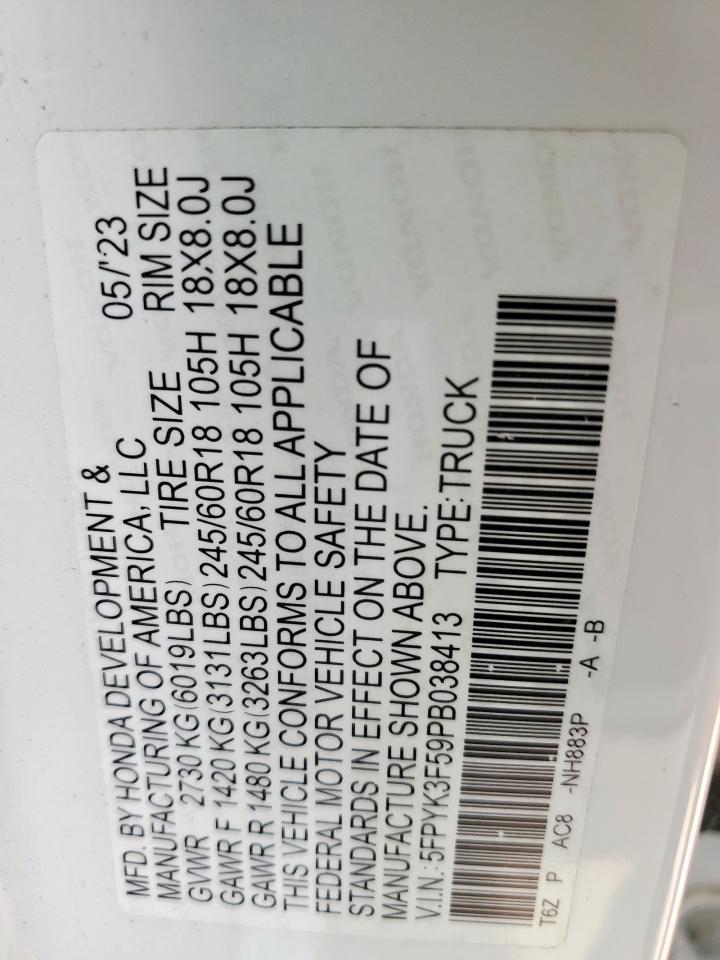 MFD. BY HONDA DEVELOPMENT &
MANUFACTURING OF AMERICA, LLC 05/'23
GVWR 2730 KG(6019LBS) TIRE SIZE RIM SIZE
GAWR F 1420 KG(3131LBS) 245/60R18 105H 18X8.0J
GAWR R 1480 KG(3263LBS) 245/60R18 105H 18X8.0J
THIS VEHICLE CONFORMS TO ALL APPLICABLE
FEDERAL MOTOR VEHICLE SAFETY
STANDARDS IN EFFECT ON THE DATE OF
MANUFACTURE SHOWN ABOVE.
V.I.N.: 5FPYK3F59PB038413 TYPE: TRUCK
T6Z P AC8 -NH883P -A -B